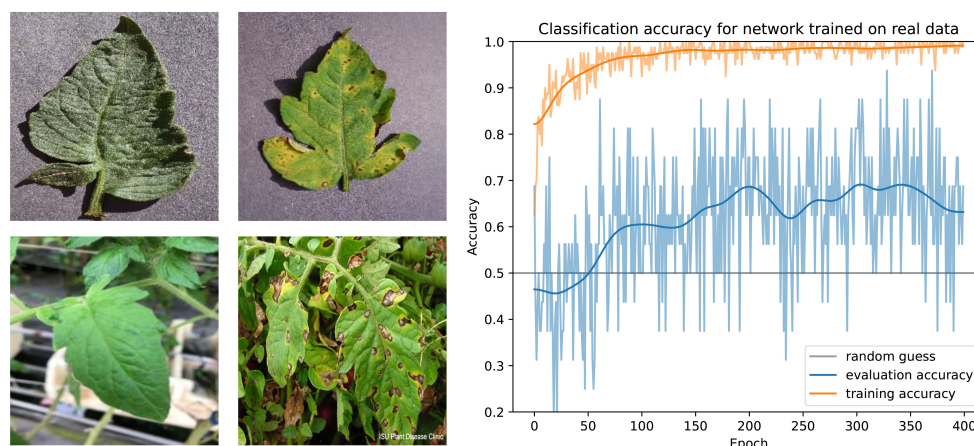 Classification accuracy for network trained on real data
1.0
0.9
0.8
0.7
0.6
0.5
0.4
0.3
0.2
Accuracy
random guess
evaluation accuracy
training accuracy
0 50 100 150 200 250 300 350 400
Epoch
ISU Plant Disease Clinic